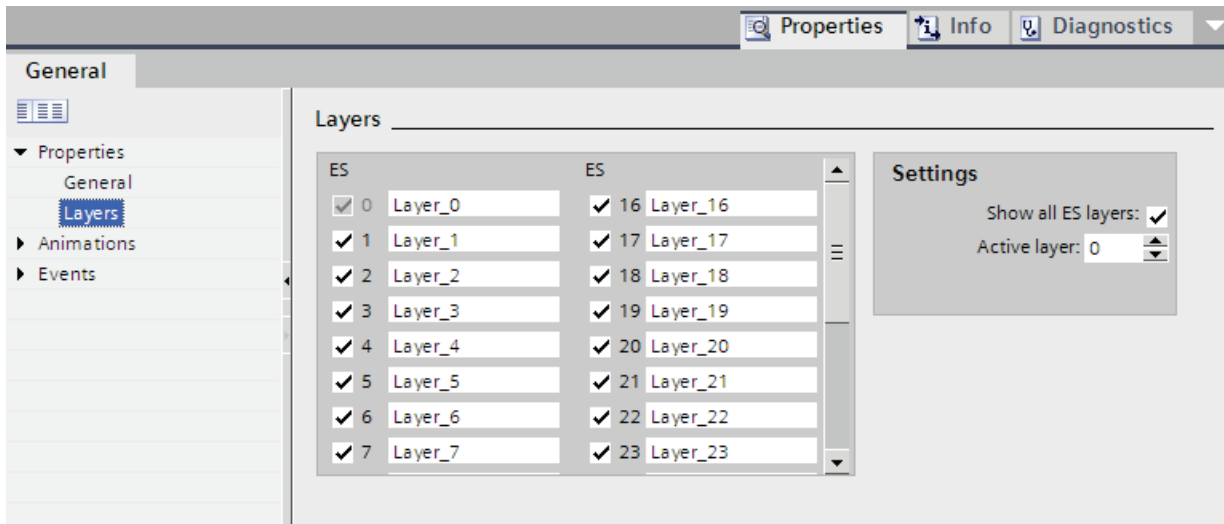 Properties Info Diagnostics
General
Layers
Properties
General
Layers
Animations
Events
ES ES
0 Layer_0 16 Layer_16
1 Layer_1 17 Layer_17
2 Layer_2 18 Layer_18
3 Layer_3 19 Layer_19
4 Layer_4 20 Layer_20
5 Layer_5 21 Layer_21
6 Layer_6 22 Layer_22
7 Layer_7 23 Layer_23
Settings
Show all ES layers:
Active layer: 0